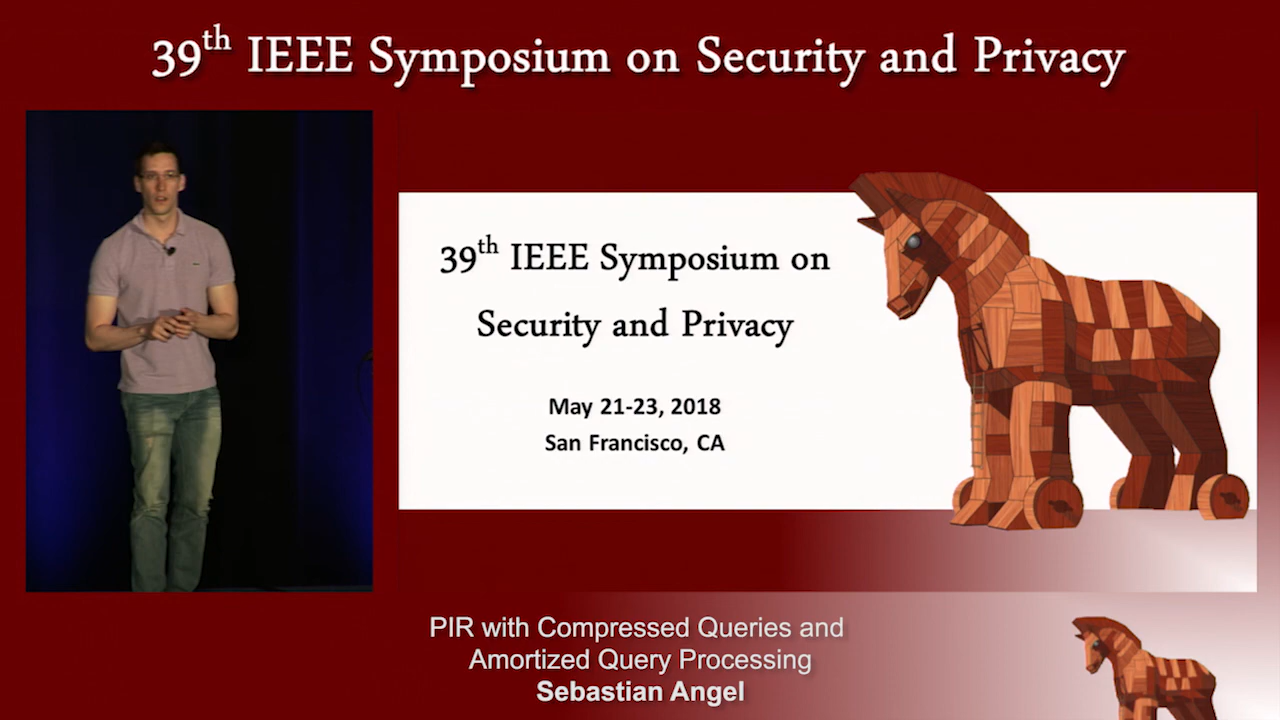 39th IEEE Symposium on Security and Privacy
39th IEEE Symposium on
Security and Privacy
May 21-23, 2018
San Francisco, CA
PIR with Compressed Queries and
Amortized Query Processing
Sebastian Angel